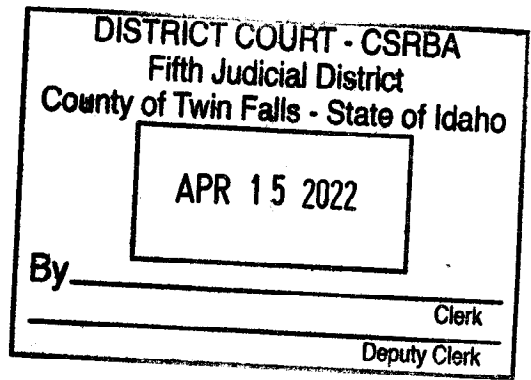 DISTRICT COURT - CSRBA
Fifth Judicial District
County of Twin Falls - State of Idaho
APR 15 2022
By
Clerk
Deputy Clerk